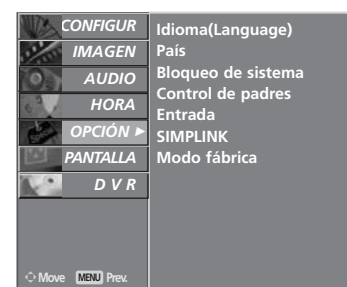 CONFIGUR
IMAGEN
AUDIO
HORA
OPCIÓN ►
PANTALLA
D V R
Idioma(Language)
País
Bloqueo de sistema
Control de padres
Entrada
SIMPLINK
Modo fábrica
Move MENU Prev.